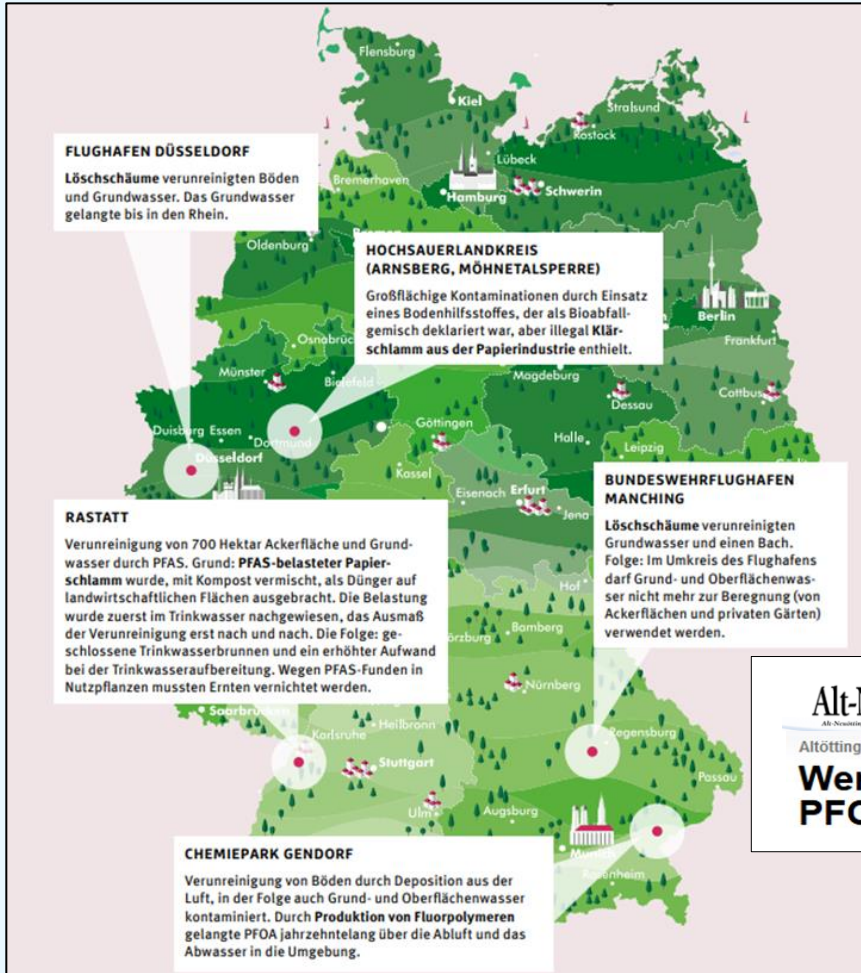 Flensburg
Kiel
Stralsund
Rostock
Lübeck
Schwerin
Hamburg
Bremerhaven
Oldenburg
FLUGHAFEN DÜSSELDORF
Löschschäume verunreinigten Böden
und Grundwasser. Das Grundwasser
gelangte bis in den Rhein.
HOCHSAUERLANDKREIS
(ARNSBERG, MÖHNETALSPERRE)
Großflächige Kontaminationen durch Einsatz
eines Bodenhilfsstoffes, der als Bioabfall-
gemisch deklariert war, aber illegal Klär-
schlamm aus der Papierindustrie enthielt.
Berlin
Frankfurt
Osnabrück
Münster
Bielefeld
Magdeburg
Dessau
Cottbus
Göttingen
Halle
Leipzig
Duisburg Essen
Dortmund
Düsseldorf
Kassel
Eisenach
Erfurt
Jena
Hof
RASTATT
Verunreinigung von 700 Hektar Ackerfläche und Grund-
wasser durch PFAS. Grund: PFAS-belasteter Papier-
schlamm wurde, mit Kompost vermischt, als Dünger auf
landwirtschaftlichen Flächen ausgebracht. Die Belastung
wurde zuerst im Trinkwasser nachgewiesen, das Ausmaß
der Verunreinigung erst nach und nach. Die Folge: ge-
schlossene Trinkwasserbrunnen und ein erhöhter Aufwand
bei der Trinkwasseraufbereitung. Wegen PFAS-Funden in
Nutzpflanzen mussten Ernten vernichtet werden.
BUNDESWEHRFLUGHAFEN
MANCHING
Löschschäume verunreinigten
Grundwasser und einen Bach.
Folge: Im Umkreis des Flughafens
darf Grund- und Oberflächenwas-
ser nicht mehr zur Beregnung (von
Ackerflächen und privaten Gärten)
verwendet werden.
Bamberg
Nürnberg
Saarbrücken
Heilbronn
Karlsruhe
Stuttgart
Regensburg
Passau
Ulm
Augsburg
Munich
Rosenheim
Altötting
Wer
PFO
CHEMIEPARK GENDORF
Verunreinigung von Böden durch Deposition aus der
Luft, in der Folge auch Grund- und Oberflächenwasser
kontaminiert. Durch Produktion von Fluorpolymeren
gelangte PFOA jahrzehntelang über die Abluft und das
Abwasser in die Umgebung.